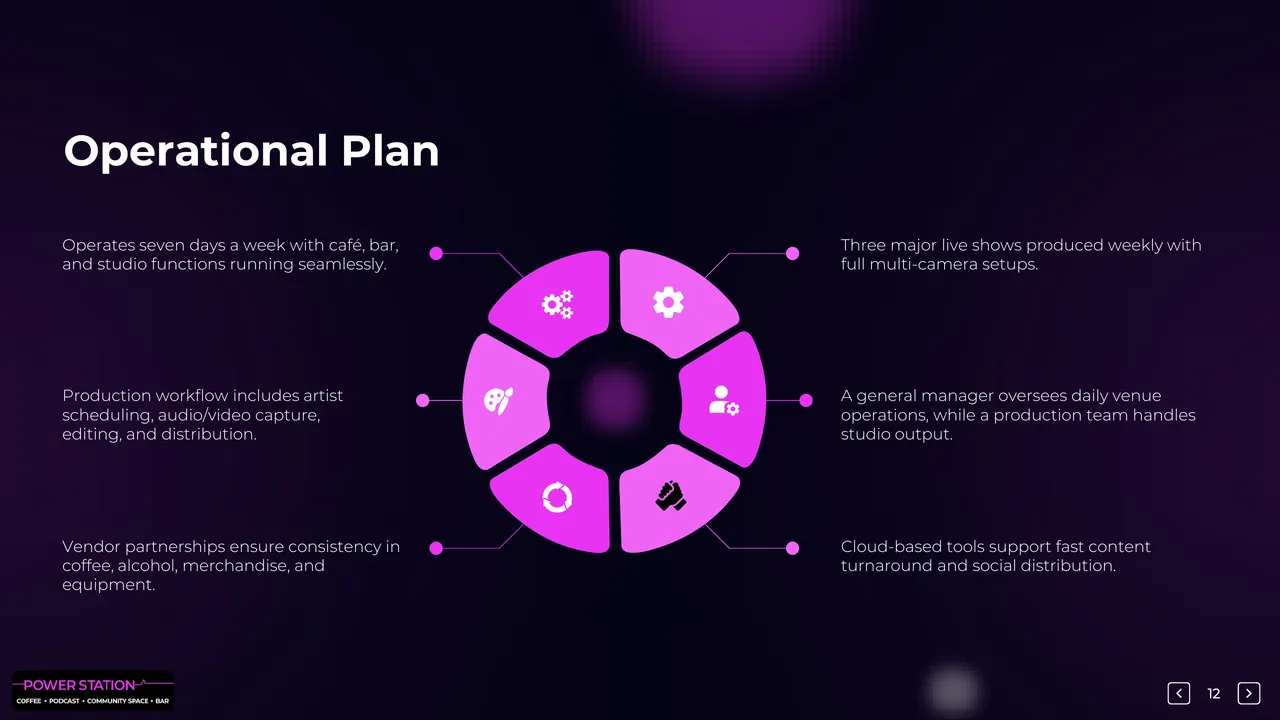 Operational Plan
Operates seven days a week with café, bar,
and studio functions running seamlessly.
Three major live shows produced weekly with
full multi-camera setups.
Production workflow includes artist
scheduling, audio/video capture,
editing, and distribution.
A general manager oversees daily venue
operations, while a production team handles
studio output.
Vendor partnerships ensure consistency in
coffee, alcohol, merchandise, and
equipment.
Cloud-based tools support fast content
turnaround and social distribution.
POWER STATION
COFFEE • PODCAST • COMMUNITY SPACE • BAR
12